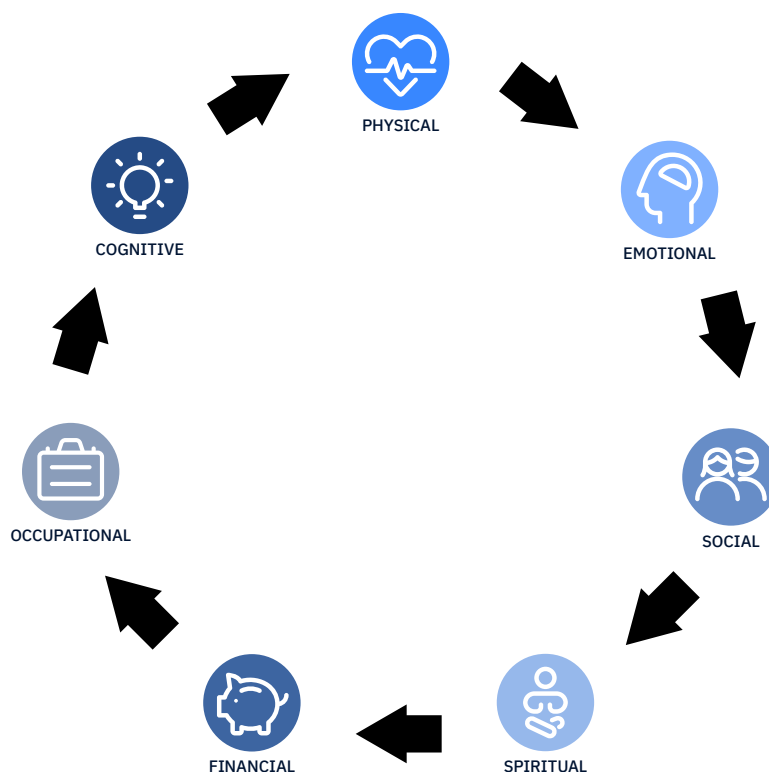 PHYSICAL
EMOTIONAL
SOCIAL
SPIRITUAL
FINANCIAL
OCCUPATIONAL
COGNITIVE